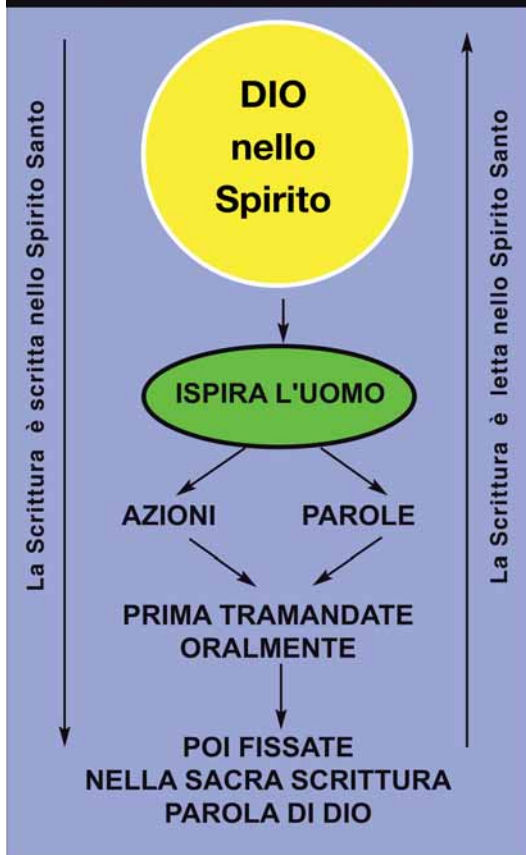 La Scrittura è scritta nello Spirito Santo
DIO
nello
Spirito
ISPIRA L'UOMO
AZIONI PAROLE
PRIMA TRAMANDATE
ORALMENTE
POI FISSATE
NELLA SACRA SCRITTURA
PAROLA DI DIO
La Scrittura è letta nello Spirito Santo